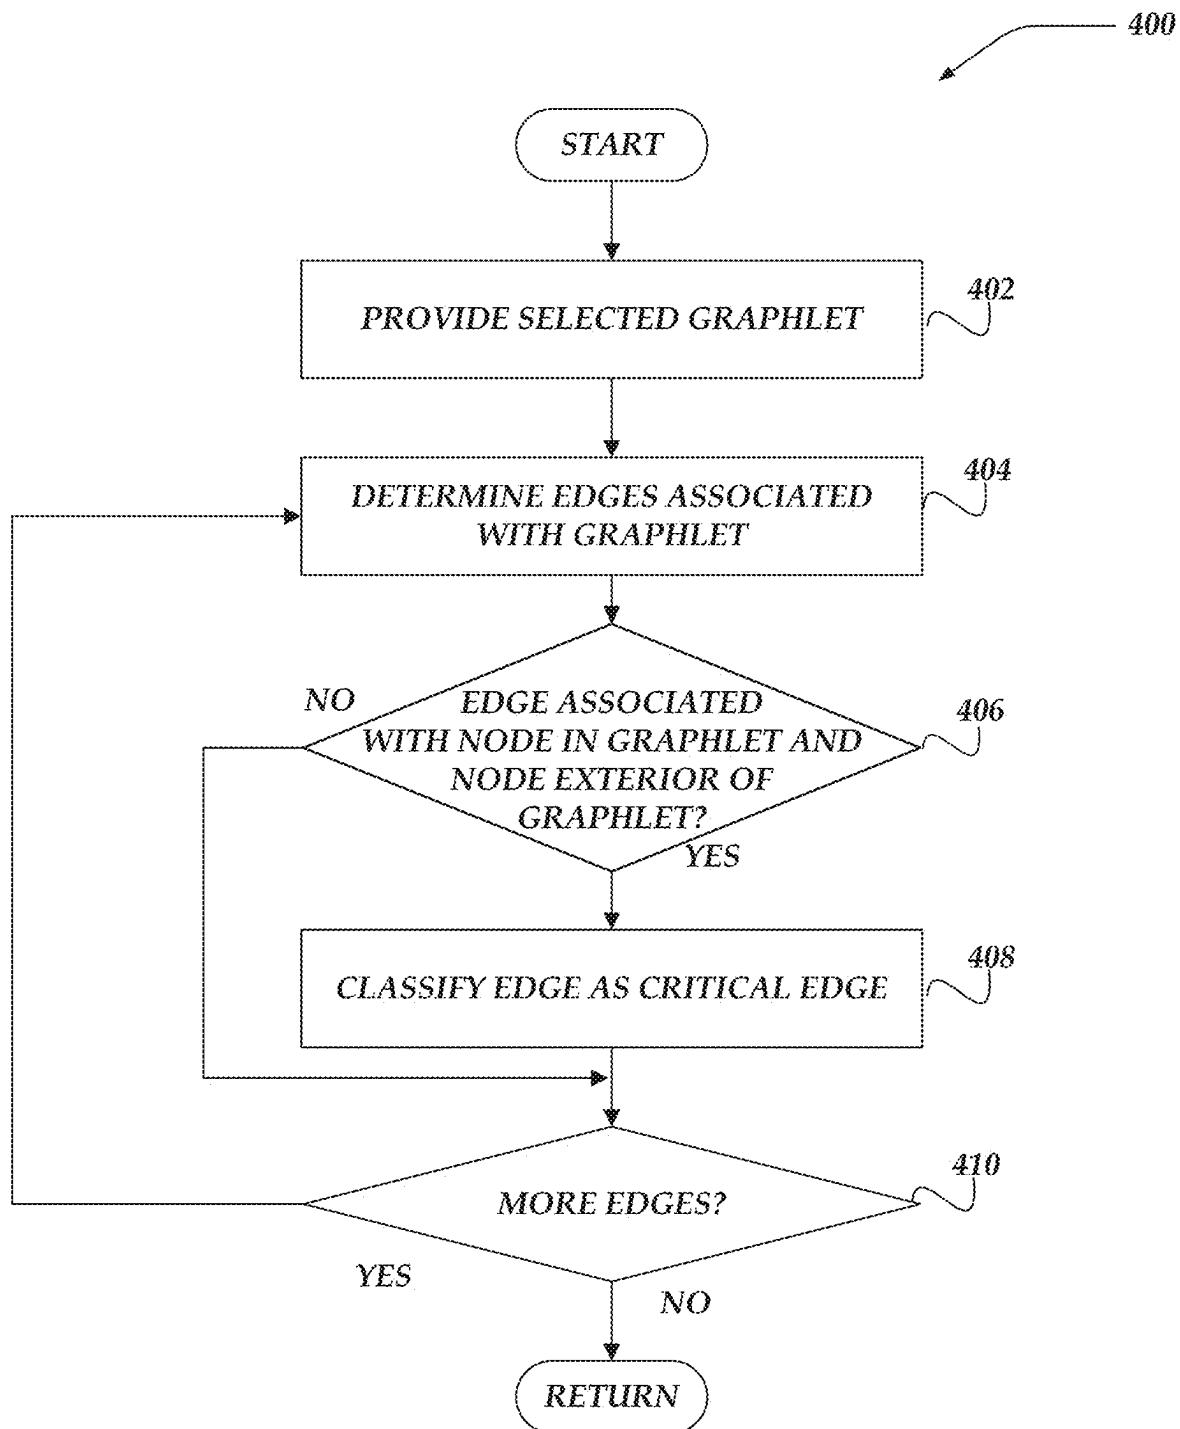 400
START
PROVIDE SELECTED GRAPHLET
402
DETERMINE EDGES ASSOCIATED
WITH GRAPHLET
404
NO
EDGE ASSOCIATED
WITH NODE IN GRAPHLET AND
NODE EXTERIOR OF
GRAPHLET?
406
YES
CLASSIFY EDGE AS CRITICAL EDGE
408
MORE EDGES?
410
YES
NO
RETURN